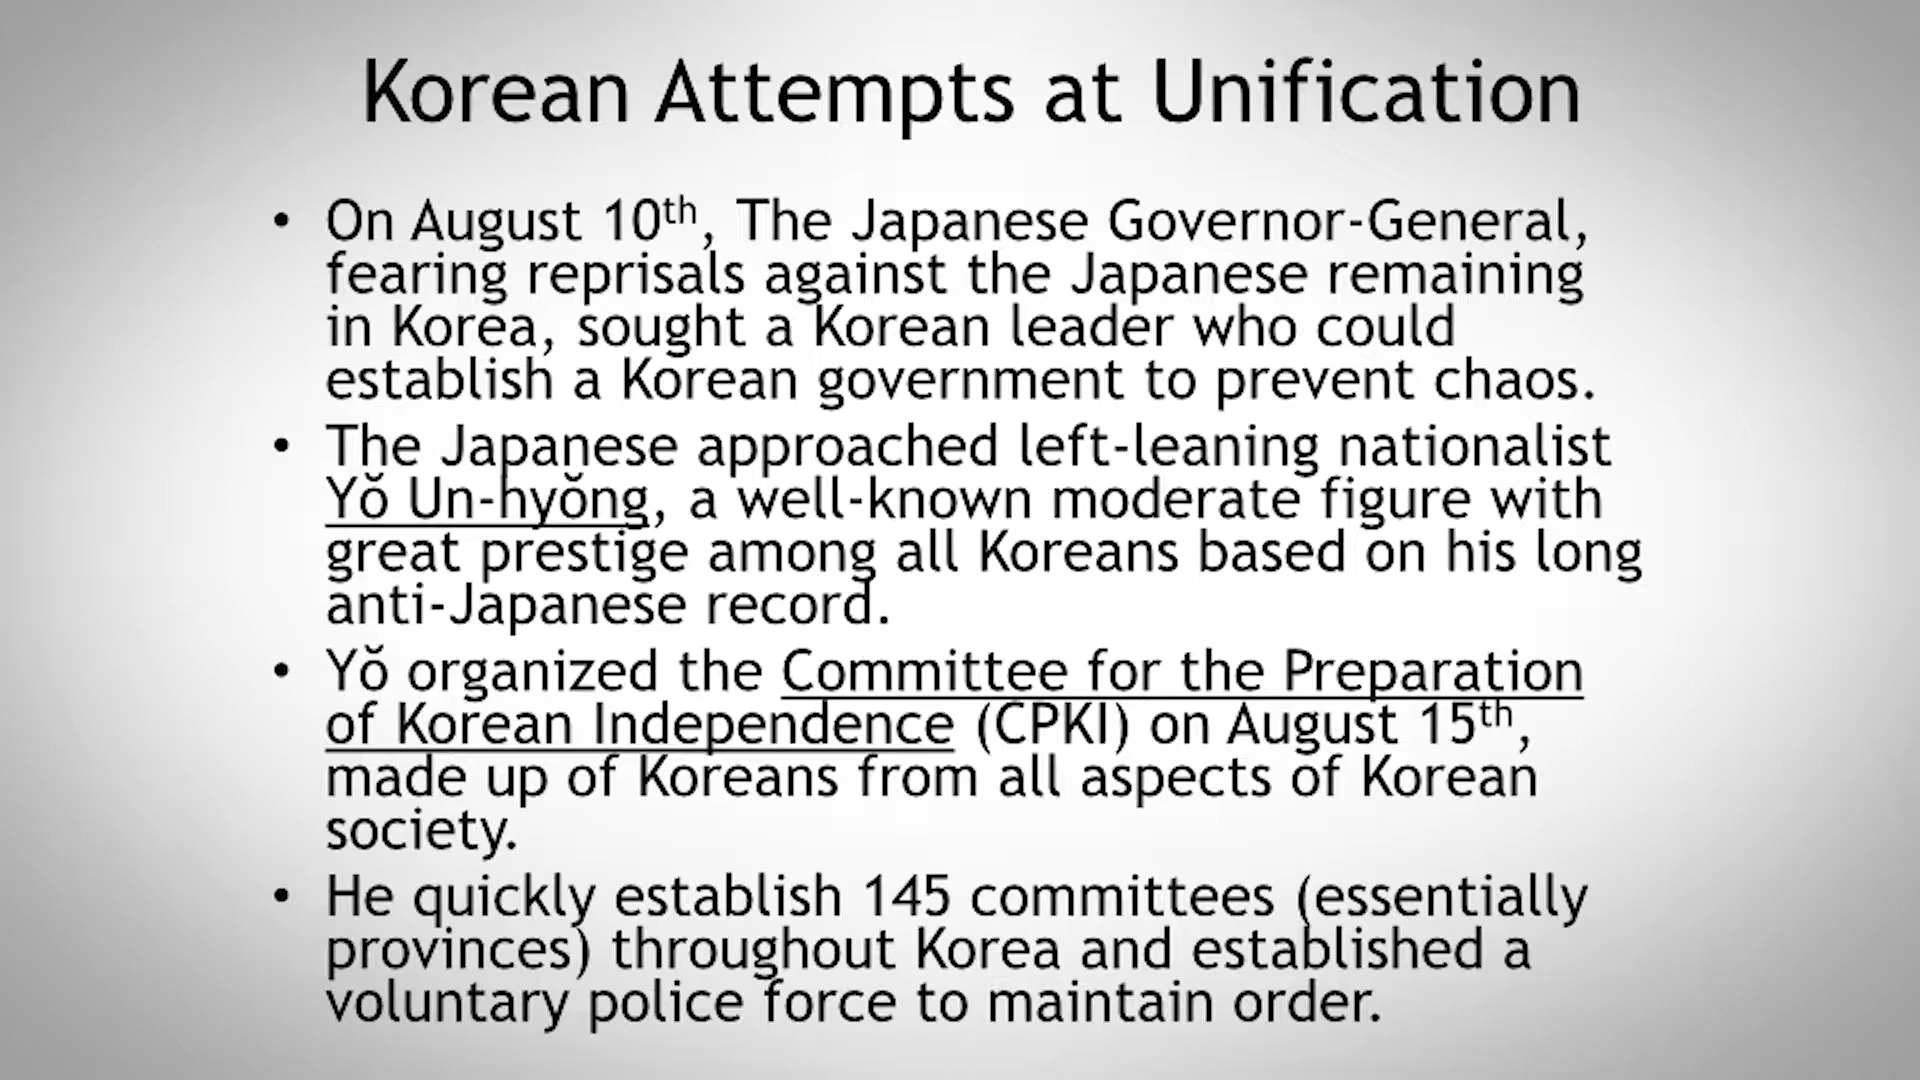 Korean Attempts at Unification
• On August 10th, The Japanese Governor-General,
fearing reprisals against the Japanese remaining
in Korea, sought a Korean leader who could
establish a Korean government to prevent chaos.
• The Japanese approached left-leaning nationalist
Yŏ Un-hyŏng, a well-known moderate figure with
great prestige among all Koreans based on his long
anti-Japanese record.
• Yŏ organized the Committee for the Preparation
of Korean Independence (CPKI) on August 15th,
made up of Koreans from all aspects of Korean
society.
• He quickly establish 145 committees (essentially
provinces) throughout Korea and established a
voluntary police force to maintain order.